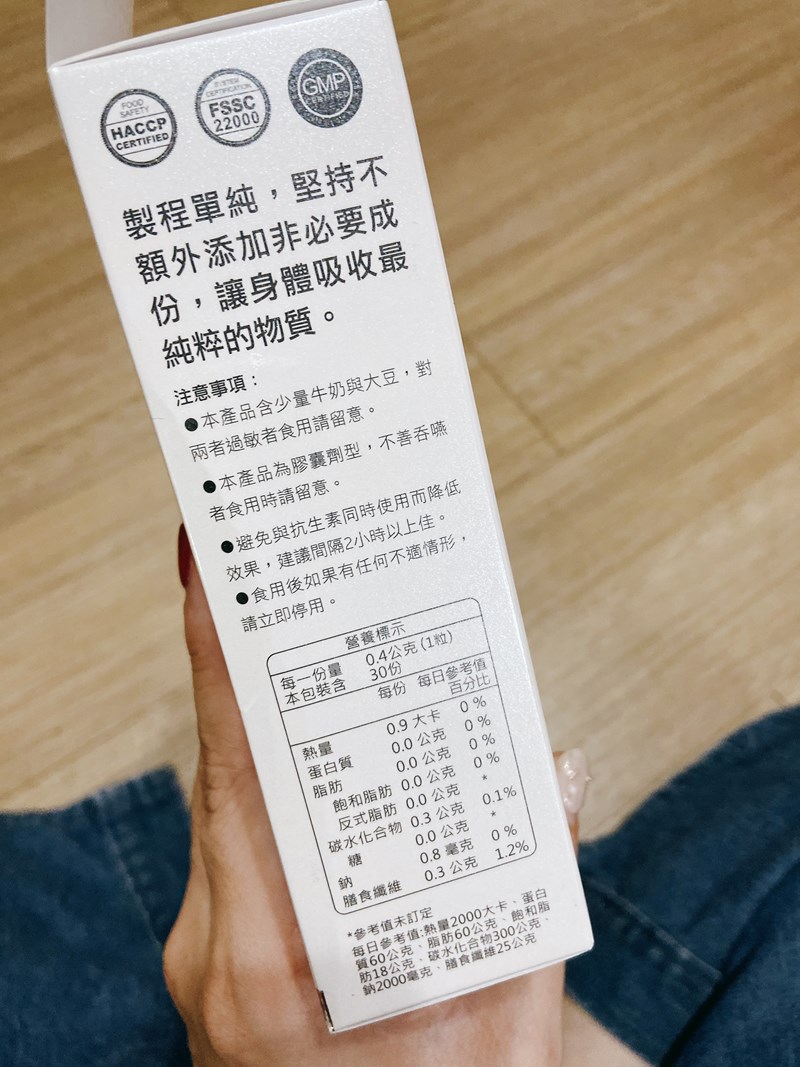 FOOD
SAFETY
HACCP
CERTIFIED
SYSTEM
CERTIFICATION
FSSC
22000
GMP
CERTIFIED
製程單純，堅持不
額外添加非必要成
份，讓身體吸收最
純粹的物質。
注意事項：
●本產品含少量牛奶與大豆，對
兩者過敏者食用請留意。
●本產品為膠囊劑型，不善吞嚥
者食用時請留意。
●避免與抗生素同時使用而降低
效果，建議間隔2小時以上佳。
●食用後如果有任何不適情形，
請立即停用。
營養標示
每一份量 0.4公克(1粒)
本包裝含 30份
每份 每日參考值
百分比
熱量 0.9 大卡 0 %
蛋白質 0.0 公克 0 %
脂肪 0.0 公克 0 %
飽和脂肪 0.0 公克 0 %
反式脂肪 0.0 公克 *
碳水化合物 0.3 公克 0.1%
糖 0.0 公克 *
鈉 0.8 毫克 0 %
膳食纖維 0.3 公克 1.2%
*參考值未訂定
每日參考值:熱量2000大卡、蛋白
質60公克、脂肪60公克、飽和脂
肪18公克、碳水化合物300公克、
鈉2000毫克、膳食纖維25公克